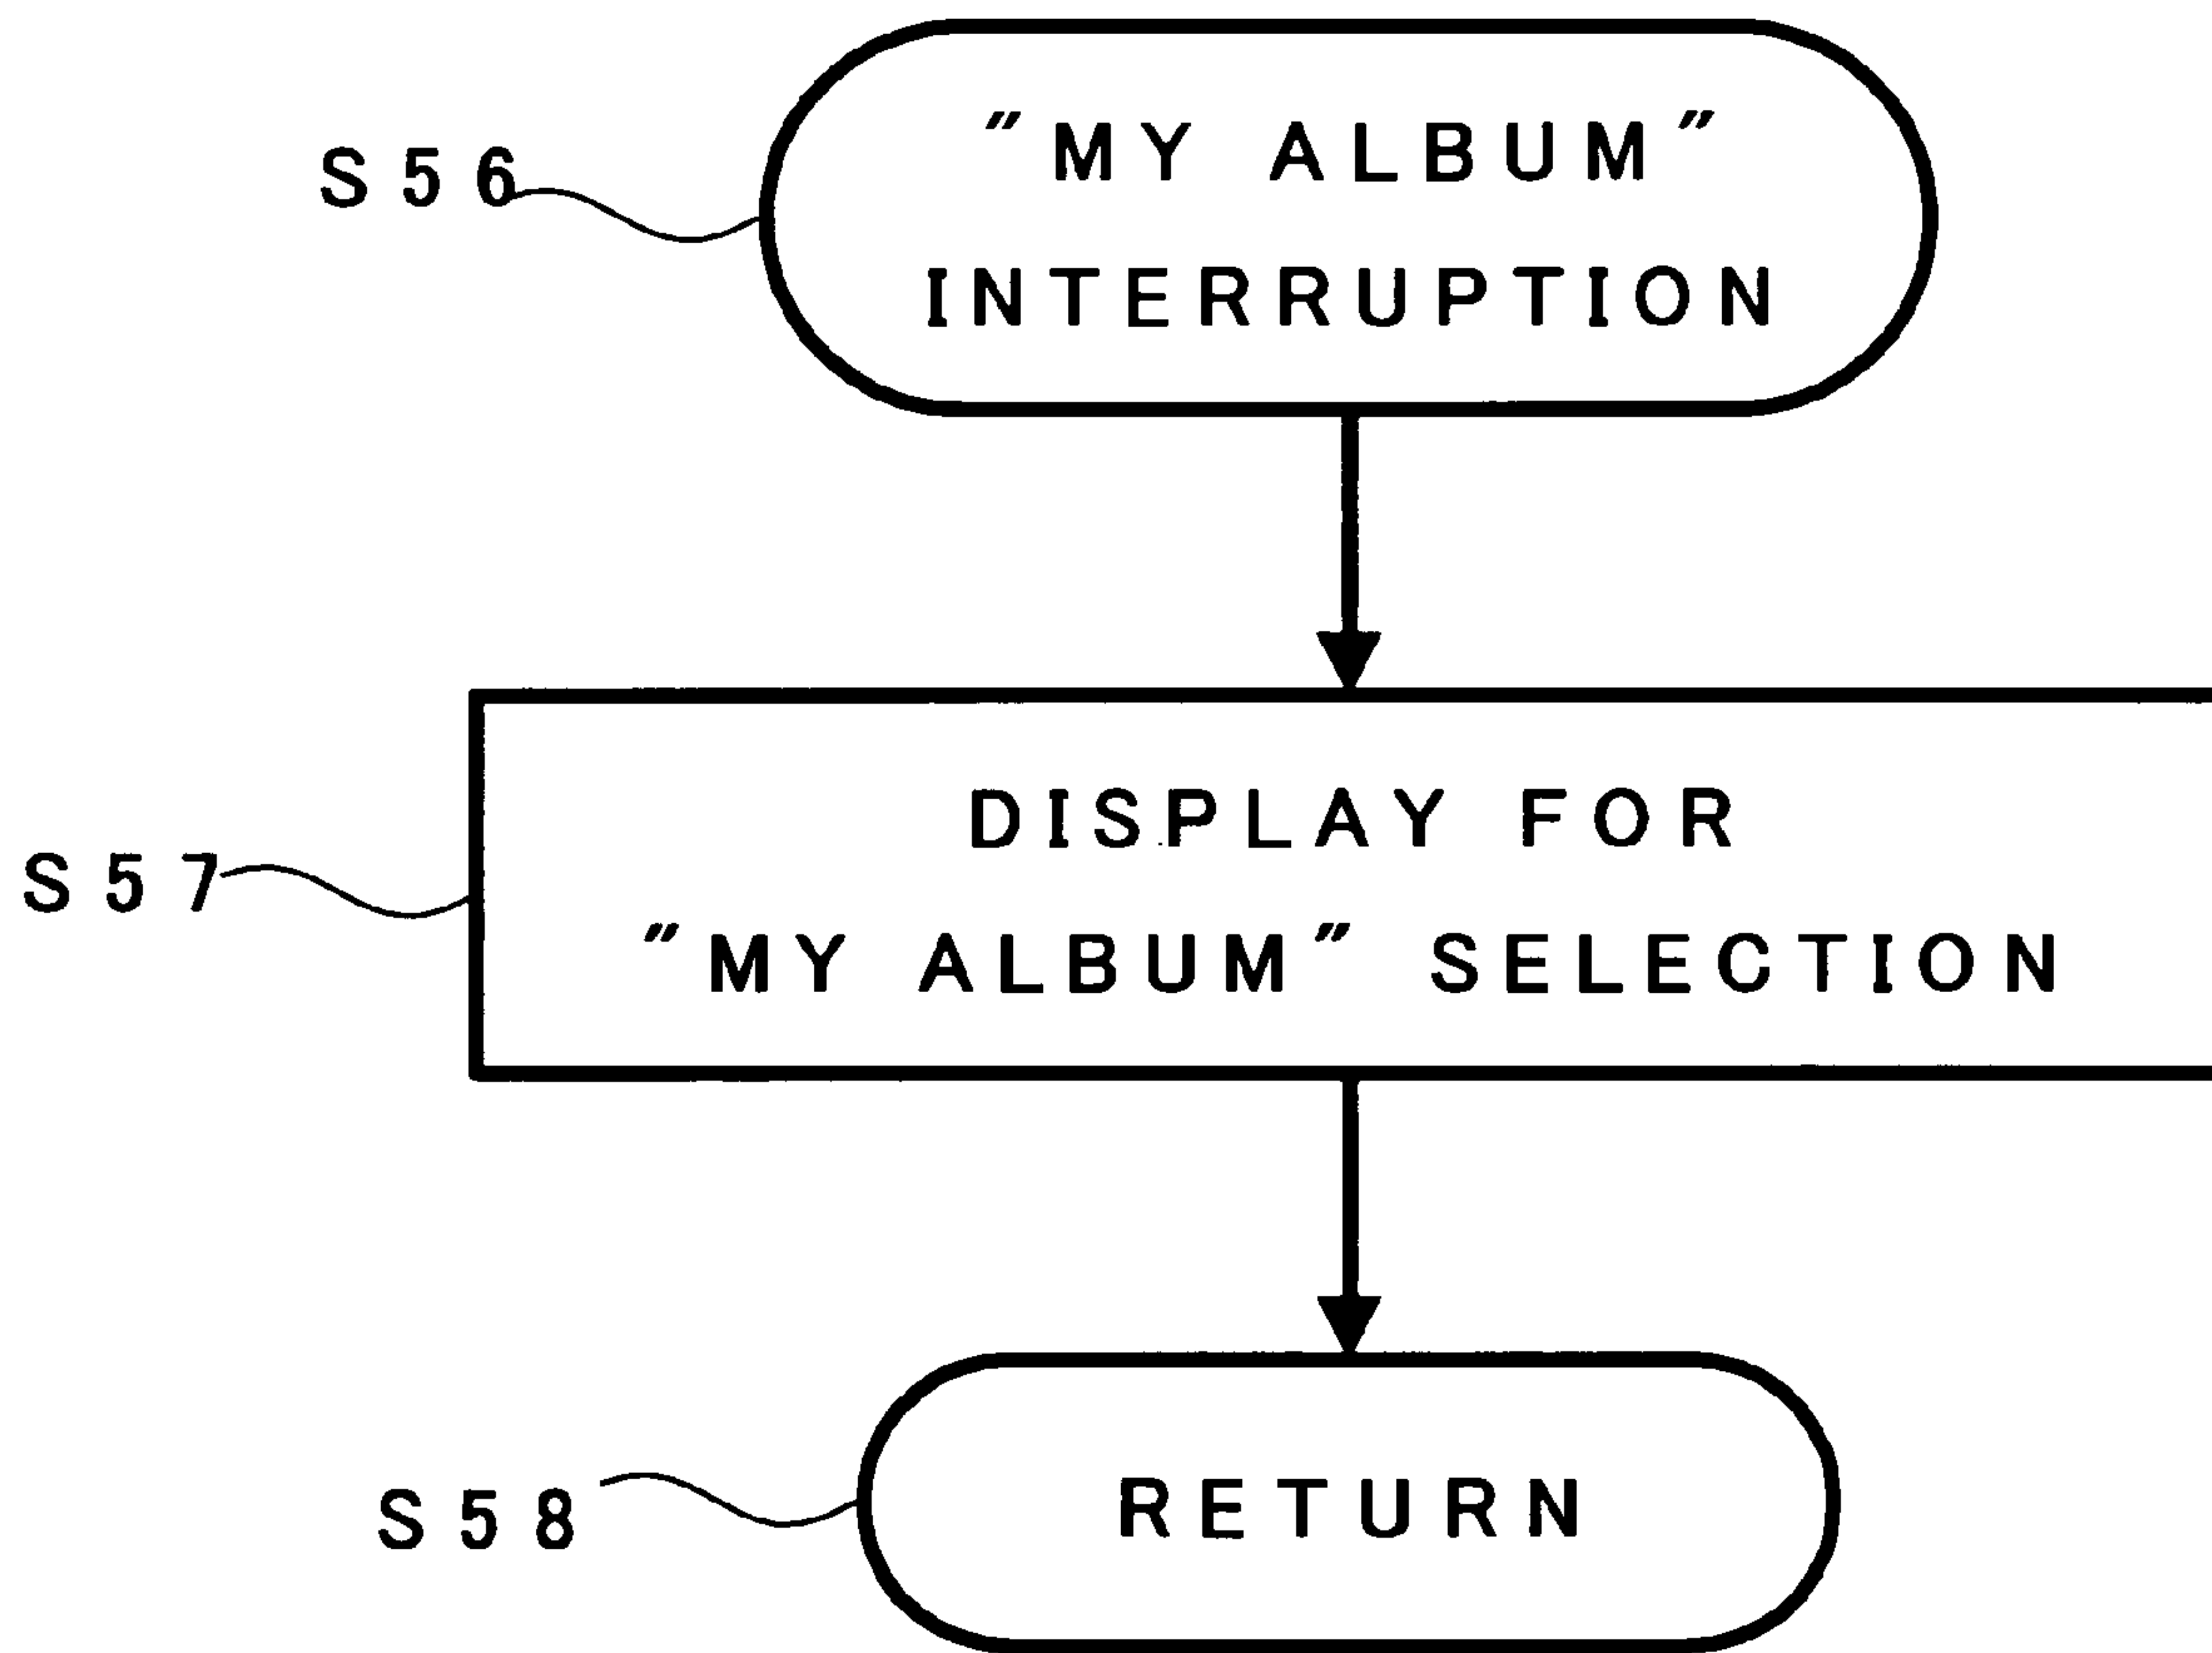 S56
"MY ALBUM"
INTERRUPTION
S57
DISPLAY FOR
"MY ALBUM" SELECTION
S58
RETURN